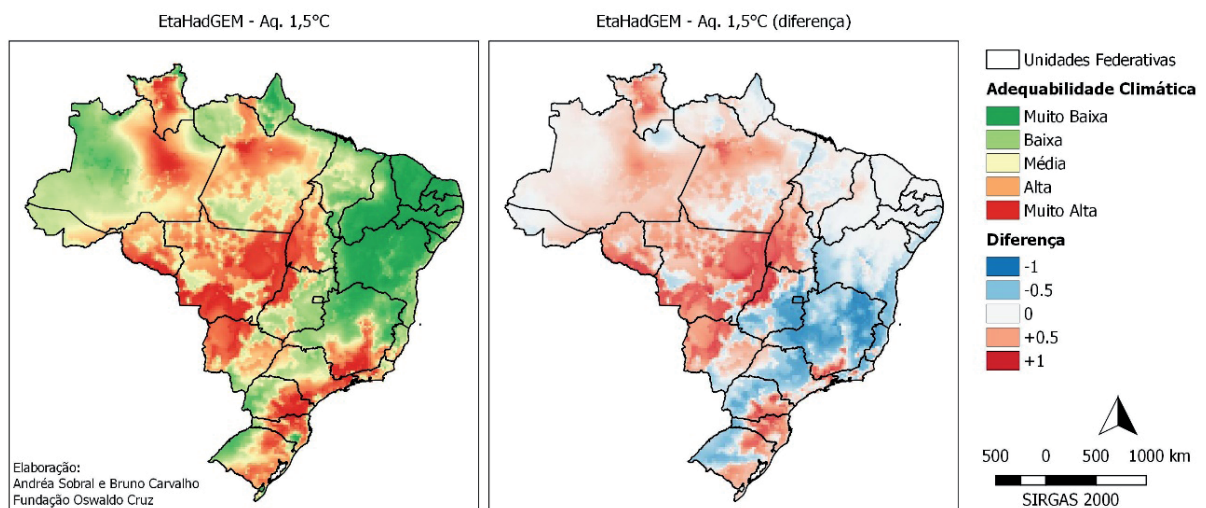 EtaHadGEM - Aq. 1,5°C
EtaHadGEM - Aq. 1,5°C (diferença)
Elaboração:
Andréa Sobral e Bruno Carvalho
Fundação Oswaldo Cruz
Unidades Federativas
Adequabilidade Climática
Muito Baixa
Baixa
Média
Alta
Muito Alta
Diferença
-1
-0.5
0
+0.5
+1
500 0 500 1000 km
SIRGAS 2000